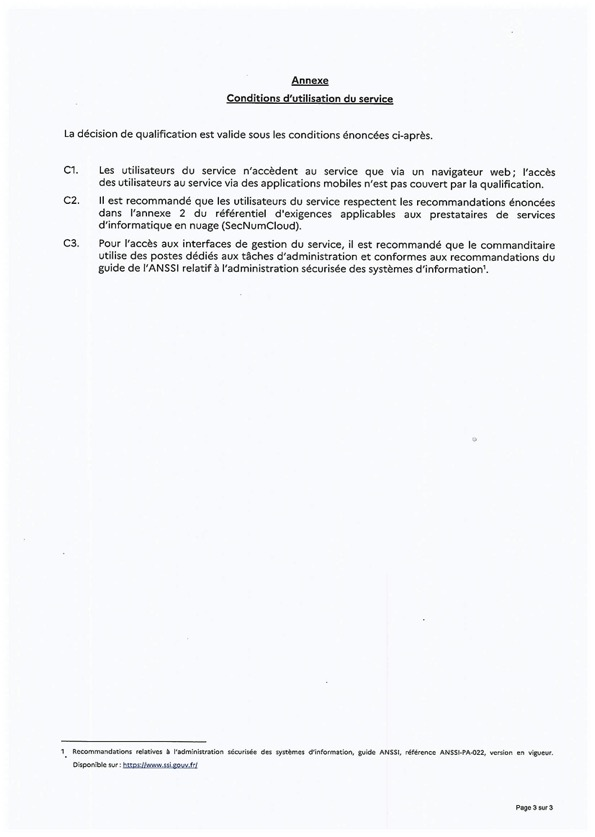 Annexe
Conditions d'utilisation du service
La décision de qualification est valide sous les conditions énoncées ci-après.
C1. Les utilisateurs du service n'accèdent au service que via un navigateur web ; l'accès
des utilisateurs au service via des applications mobiles n'est pas couvert par la qualification.
C2. Il est recommandé que les utilisateurs du service respectent les recommandations énoncées
dans l'annexe 2 du référentiel d'exigences applicables aux prestataires de services
d'informatique en nuage (SecNumCloud).
C3. Pour l'accès aux interfaces de gestion du service, il est recommandé que le commanditaire
utilise des postes dédiés aux tâches d'administration et conformes aux recommandations du
guide de l'ANSSI relatif à l'administration sécurisée des systèmes d'information¹.
1 Recommandations relatives à l'administration sécurisée des systèmes d'information, guide ANSSI, référence ANSSI-PA-022, version en vigueur.
Disponible sur : https://www.ssi.gouv.fr/
Page 3 sur 3